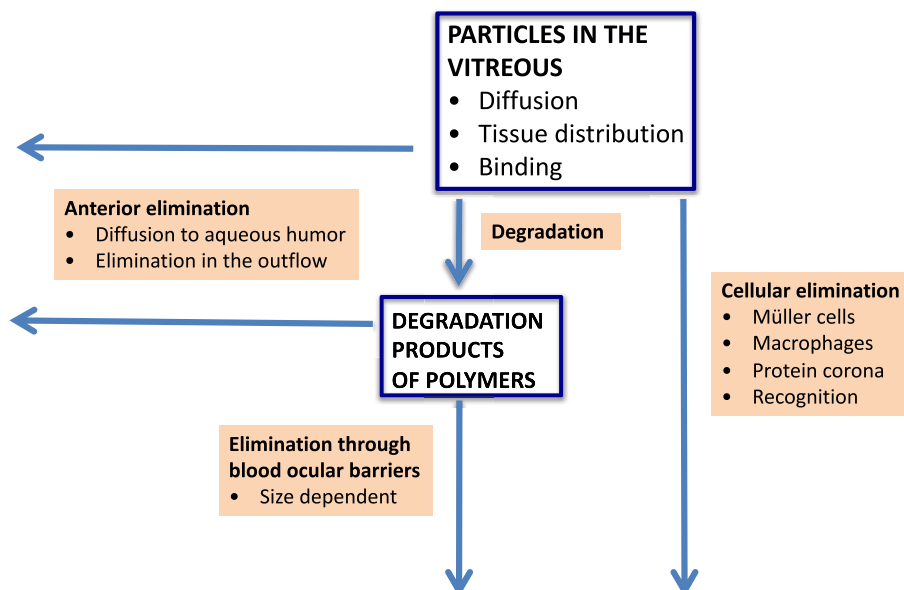 PARTICLES IN THE
VITREOUS
• Diffusion
• Tissue distribution
• Binding
Anterior elimination
• Diffusion to aqueous humor
• Elimination in the outflow
Degradation
Cellular elimination
• Müller cells
• Macrophages
• Protein corona
• Recognition
DEGRADATION
PRODUCTS
OF POLYMERS
Elimination through
blood ocular barriers
• Size dependent